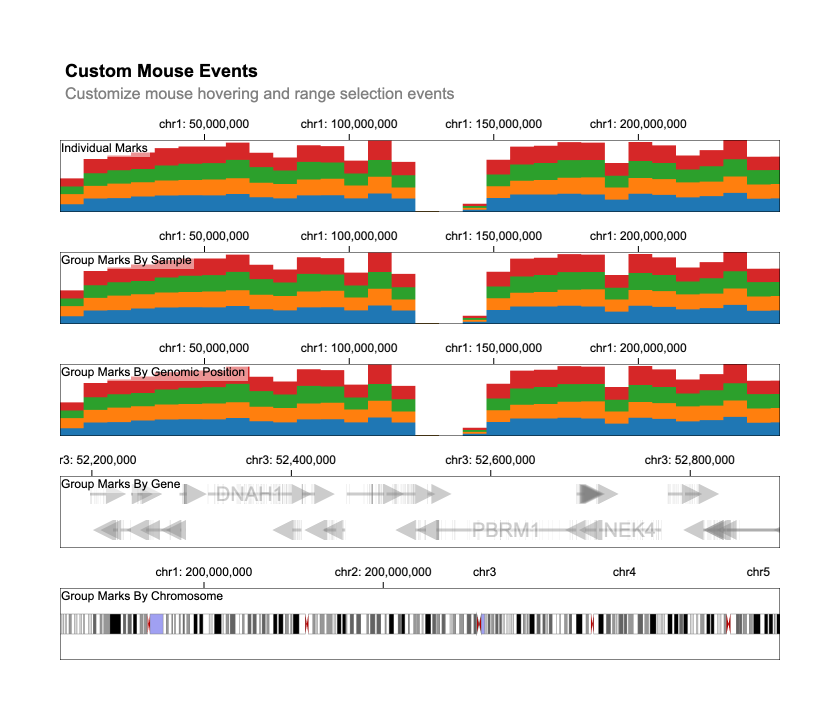 Custom Mouse Events
Customize mouse hovering and range selection events
chr1: 50,000,000 chr1: 100,000,000 chr1: 150,000,000 chr1: 200,000,000
Individual Marks
chr1: 50,000,000 chr1: 100,000,000 chr1: 150,000,000 chr1: 200,000,000
Group Marks By Sample
chr1: 50,000,000 chr1: 100,000,000 chr1: 150,000,000 chr1: 200,000,000
Group Marks By Genomic Position
r3: 52,200,000 chr3: 52,400,000 chr3: 52,600,000 chr3: 52,800,000
Group Marks By Gene
DNAH1
PBRM1 NEK4
chr1: 200,000,000 chr2: 200,000,000 chr3 chr4 chr5
Group Marks By Chromosome